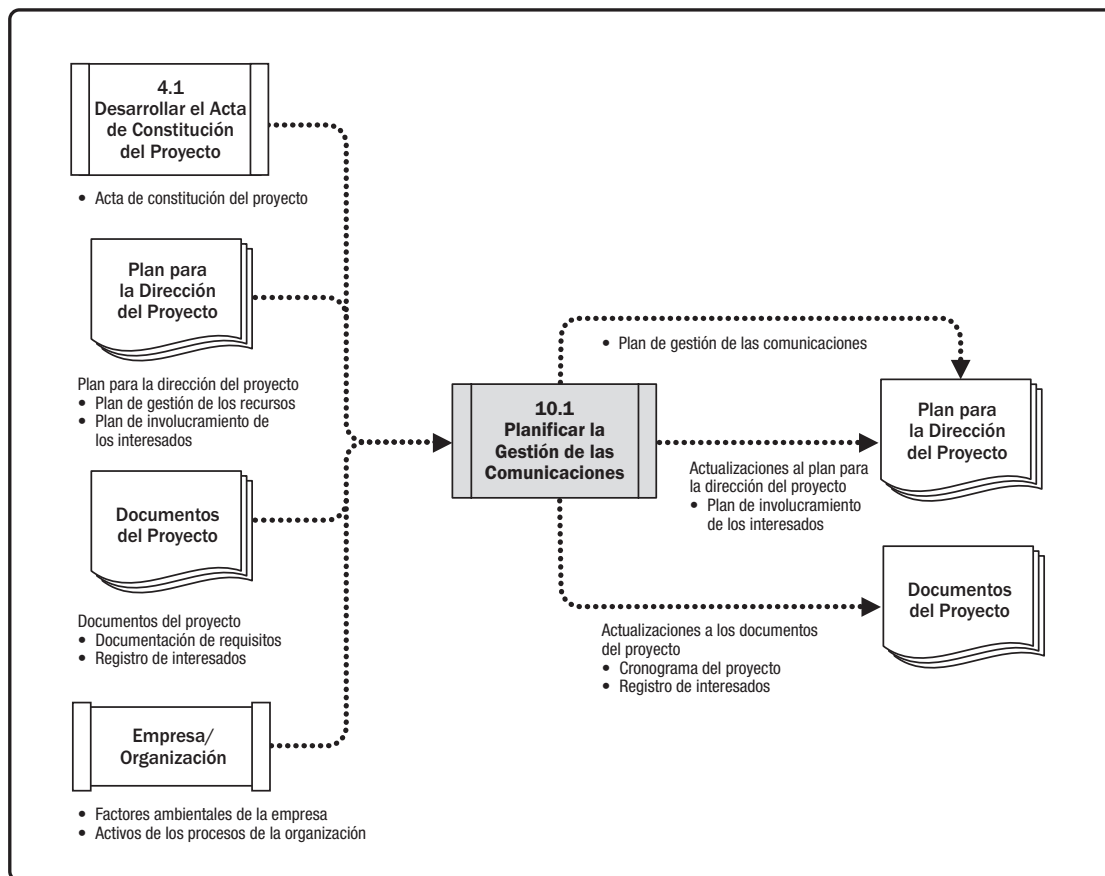 4.1
Desarrollar el Acta
de Constitución
del Proyecto
• Acta de constitución del proyecto
Plan para
la Dirección
del Proyecto
Plan para la dirección del proyecto
• Plan de gestión de los recursos
• Plan de involucramiento de
los interesados
Documentos
del Proyecto
Documentos del proyecto
• Documentación de requisitos
• Registro de interesados
Empresa/
Organización
• Factores ambientales de la empresa
• Activos de los procesos de la organización
10.1
Planificar la
Gestión de las
Comunicaciones
• Plan de gestión de las comunicaciones
Plan para
la Dirección
del Proyecto
Actualizaciones al plan para
la dirección del proyecto
• Plan de involucramiento
de los interesados
Documentos
del Proyecto
Actualizaciones a los documentos
del proyecto
• Cronograma del proyecto
• Registro de interesados